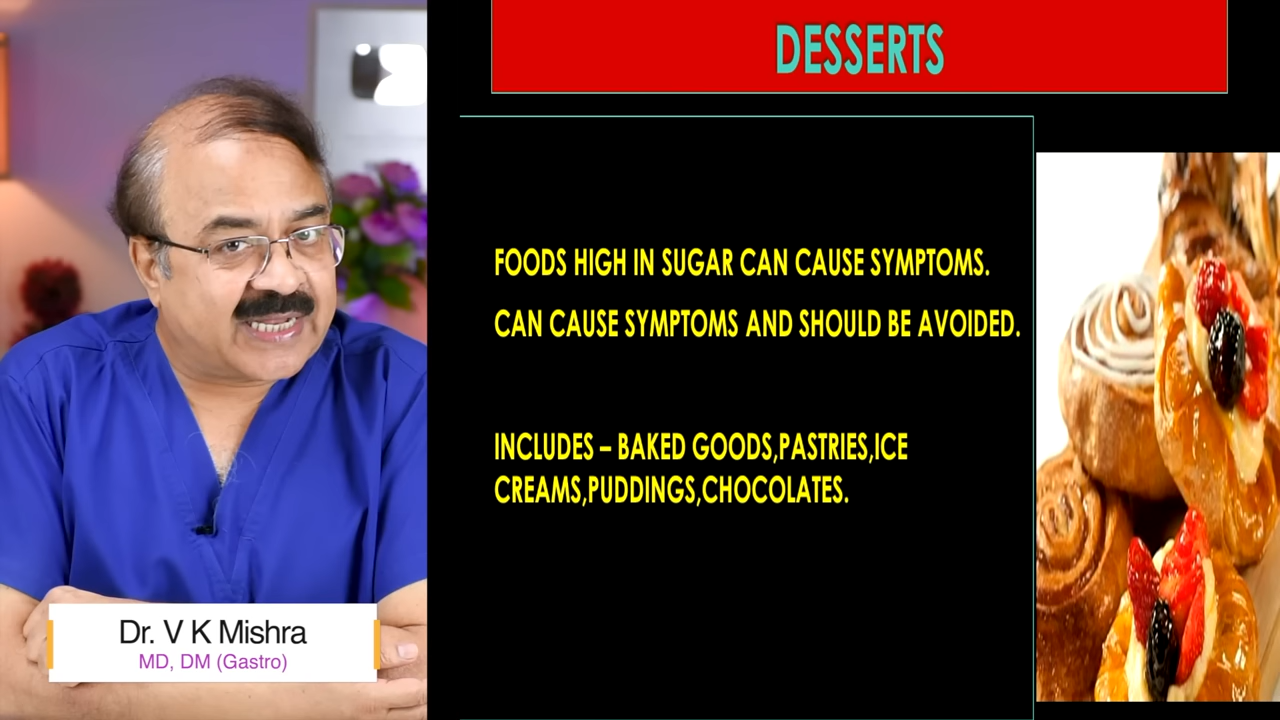 DESSERTS
FOODS HIGH IN SUGAR CAN CAUSE SYMPTOMS.
CAN CAUSE SYMPTOMS AND SHOULD BE AVOIDED.
INCLUDES – BAKED GOODS,PASTRIES,ICE
CREAMS,PUDDINGS,CHOCOLATES.
Dr. V K Mishra
MD, DM (Gastro)